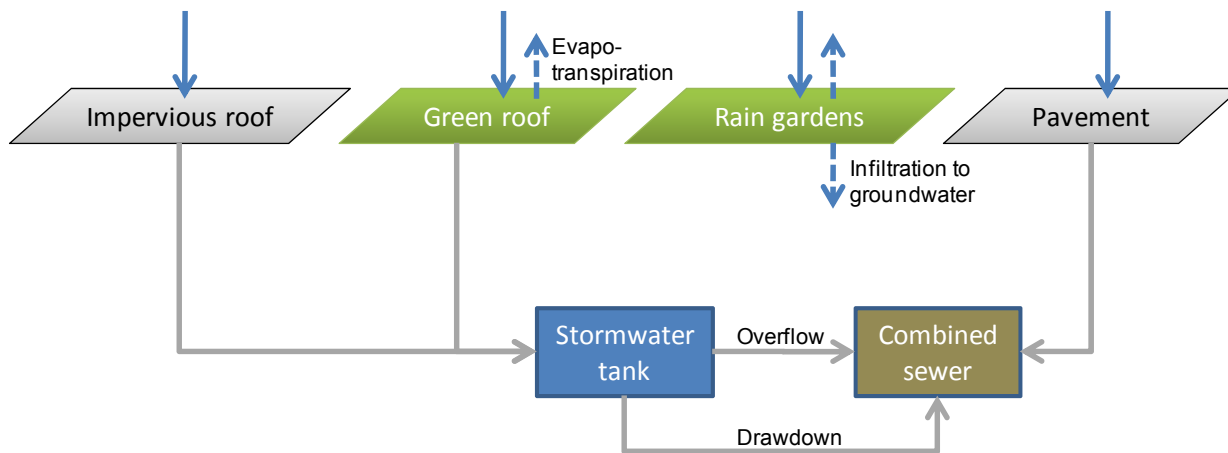 Evapo-
transpiration
Impervious roof
Green roof
Rain gardens
Pavement
Infiltration to
groundwater
Stormwater
tank
Overflow
Combined
sewer
Drawdown